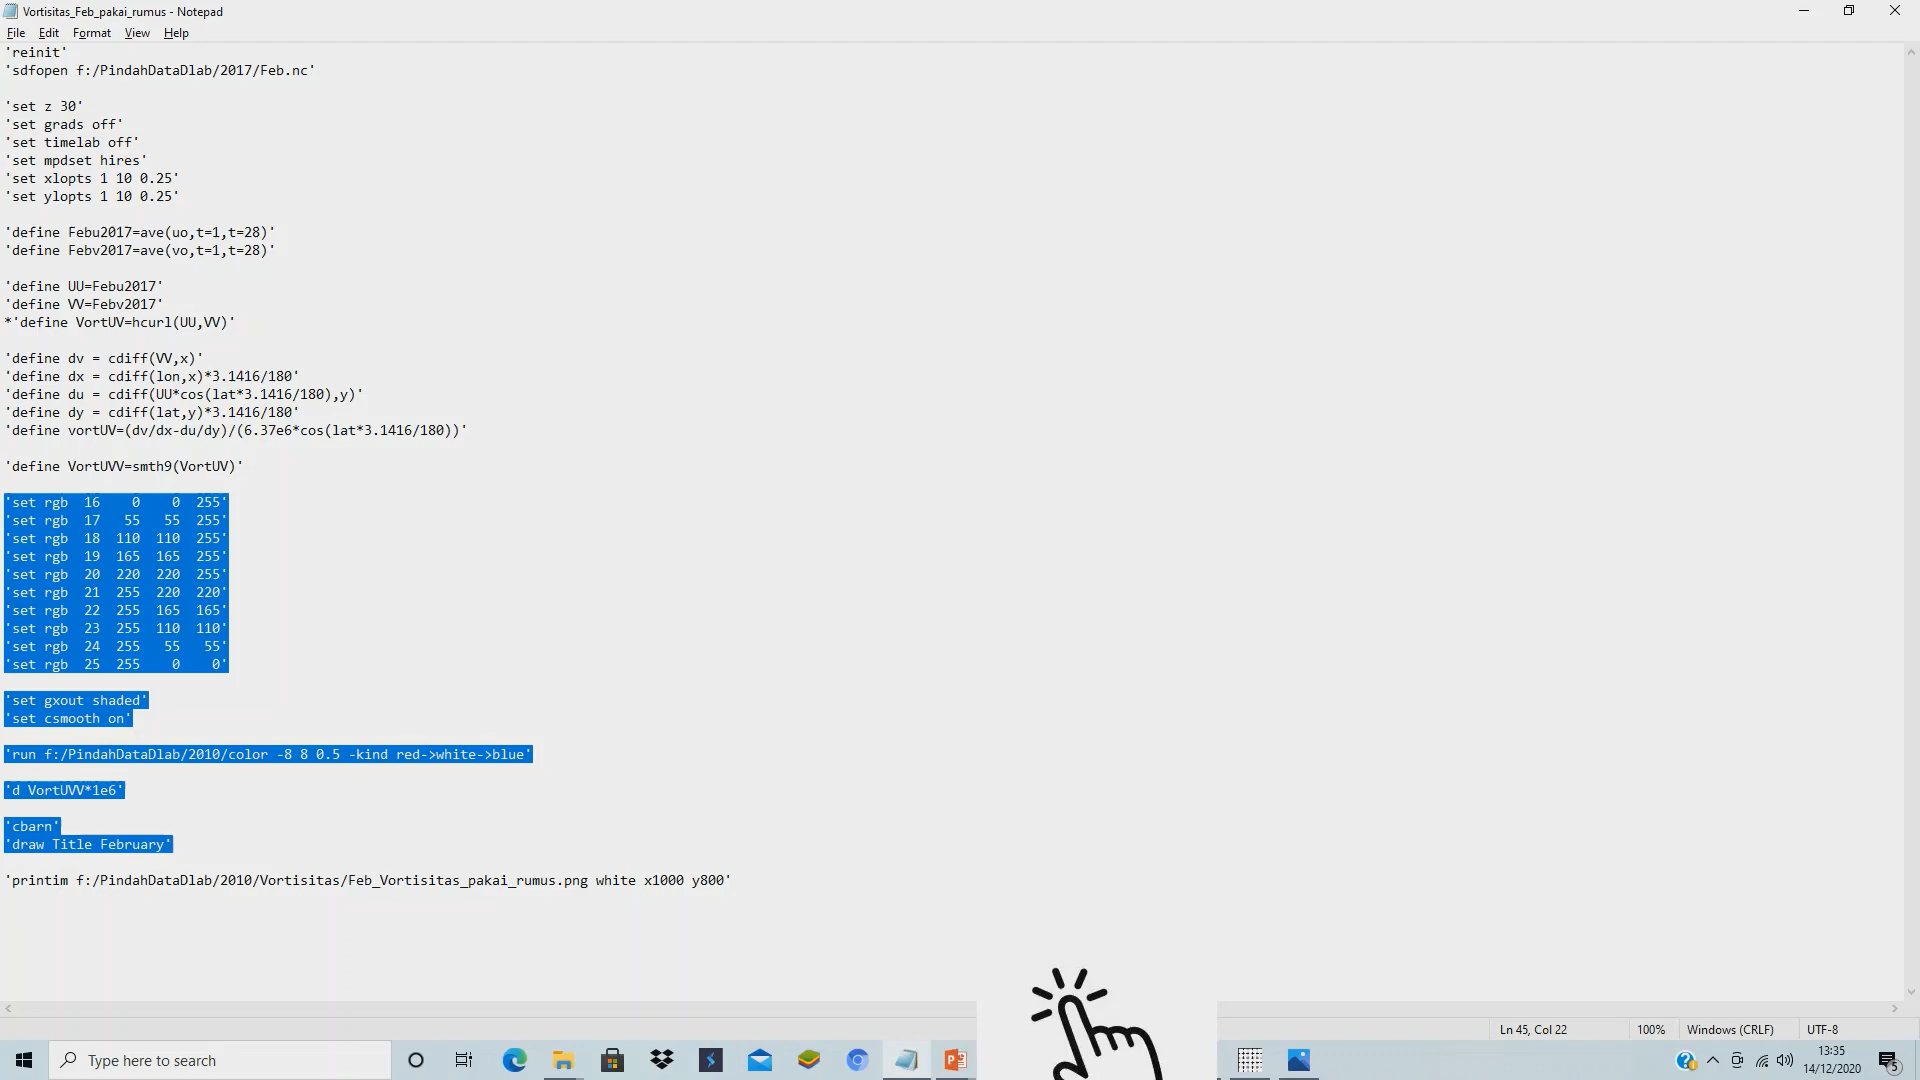 Vortisitas_Feb_pakai_rumus - Notepad
File Edit Format View Help
'reinit'
'sdfopen f:/PindahDataDlab/2017/Feb.nc'
'set z 30'
'set grads off'
'set timelab off'
'set mpdset hires'
'set xlopts 1 10 0.25'
'set ylopts 1 10 0.25'
'define Febu2017=ave(uo,t=1,t=28)'
'define Febv2017=ave(vo,t=1,t=28)'
'define UU=Febu2017'
'define VV=Febv2017'
*'define VortUV=hcurl(UU,VV)'
'define dv = cdiff(VV,x)'
'define dx = cdiff(lon,x)*3.1416/180'
'define du = cdiff(UU*cos(lat*3.1416/180),y)'
'define dy = cdiff(lat,y)*3.1416/180'
'define vortUV=(dv/dx-du/dy)/(6.37e6*cos(lat*3.1416/180))'
'define VortUVV=smth9(VortUV)'
'set rgb 16 0 0 255'
'set rgb 17 55 55 255'
'set rgb 18 110 110 255'
'set rgb 19 165 165 255'
'set rgb 20 220 220 255'
'set rgb 21 255 220 220'
'set rgb 22 255 165 165'
'set rgb 23 255 110 110'
'set rgb 24 255 55 55'
'set rgb 25 255 0 0'
'set gxout shaded'
'set csmooth on'
'run f:/PindahDataDlab/2010/color -8 8 0.5 -kind red->white->blue'
'd VortUVV*1e6'
'cbarn'
'draw Title February'
'printim f:/PindahDataDlab/2010/Vortisitas/Feb_Vortisitas_pakai_rumus.png white x1000 y800'
Ln 45, Col 22 100% Windows (CRLF) UTF-8
Type here to search
13:35
14/12/2020
5